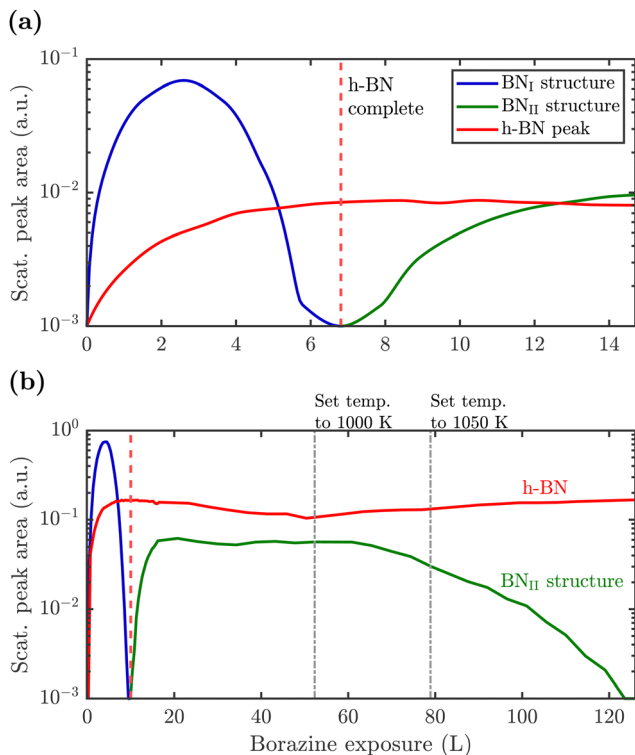 (a)
Scat. peak area (a.u.)
10⁻¹
10⁻²
10⁻³
h-BN
complete
BN_I structure
BN_II structure
h-BN peak
0 2 4 6 8 10 12 14
(b)
Set temp.
to 1000 K
Set temp.
to 1050 K
Scat. peak area (a.u.)
10⁰
10⁻¹
10⁻²
10⁻³
h-BN
BN_II structure
0 20 40 60 80 100 120
Borazine exposure (L)